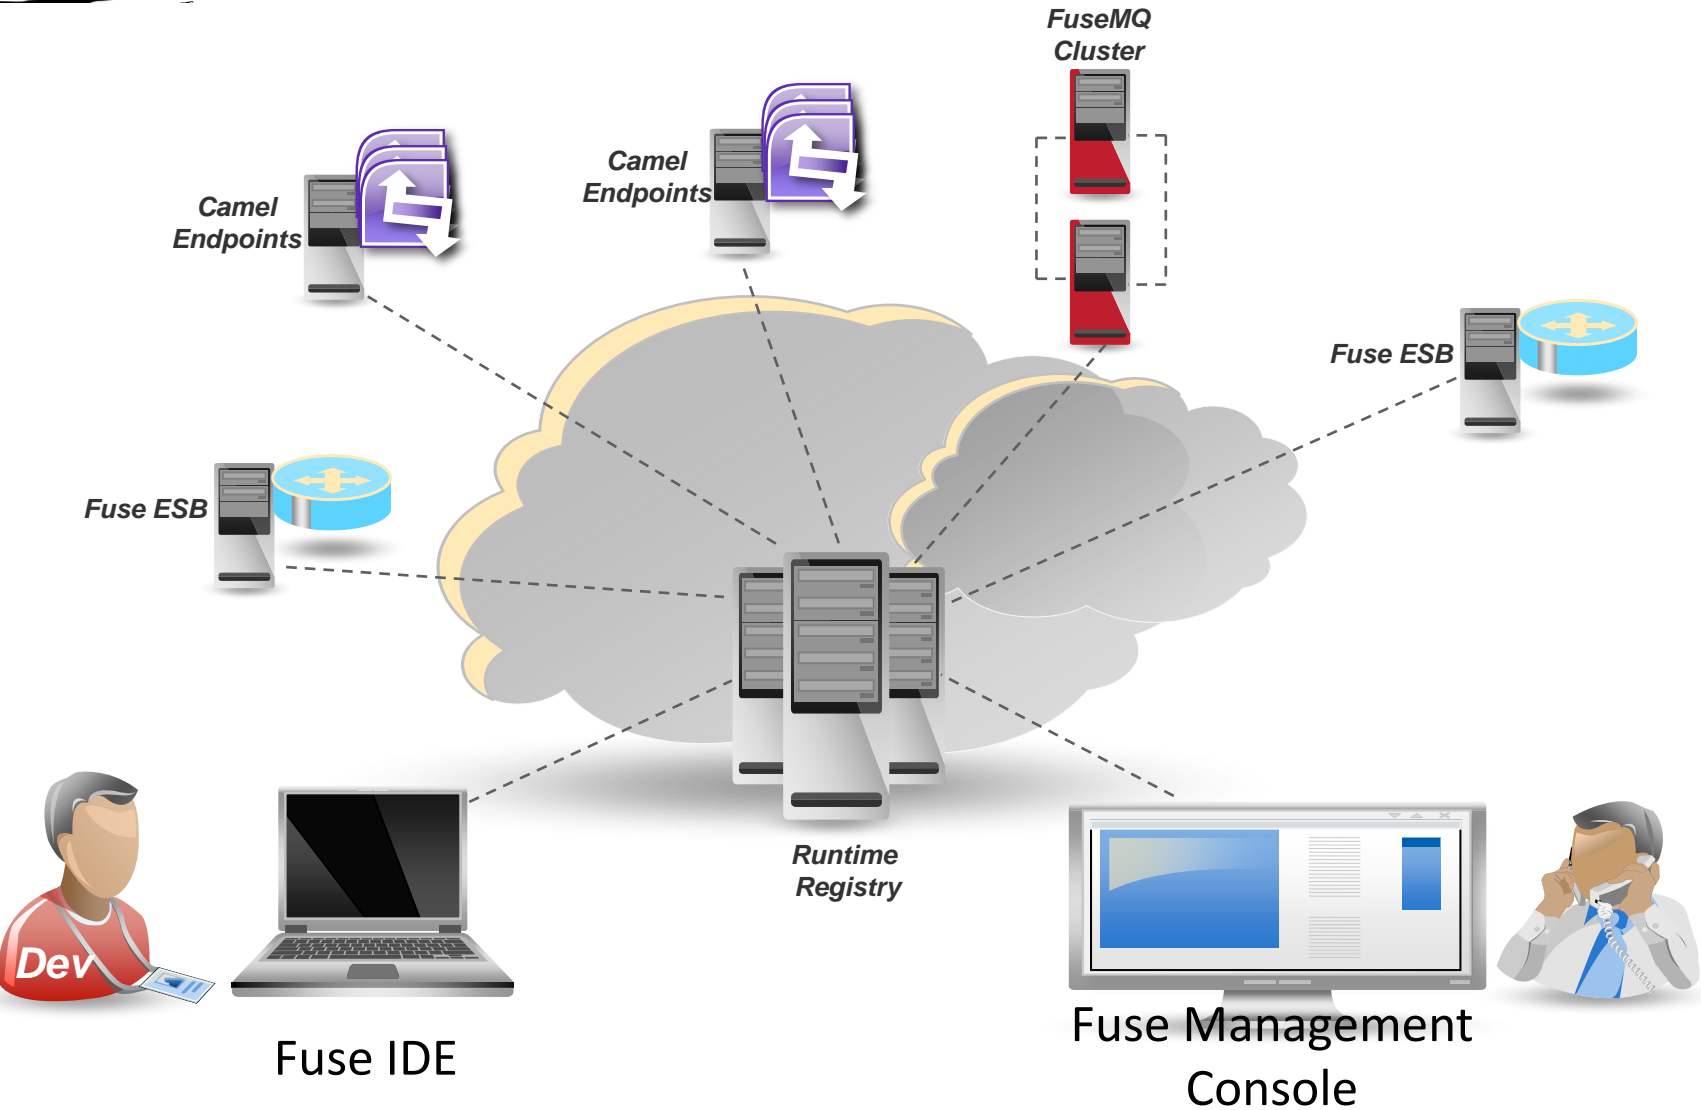 FuseMQ
Cluster
Camel
Endpoints
Camel
Endpoints
Fuse ESB
Fuse ESB
Runtime
Registry
Dev
Fuse IDE
Fuse Management
Console